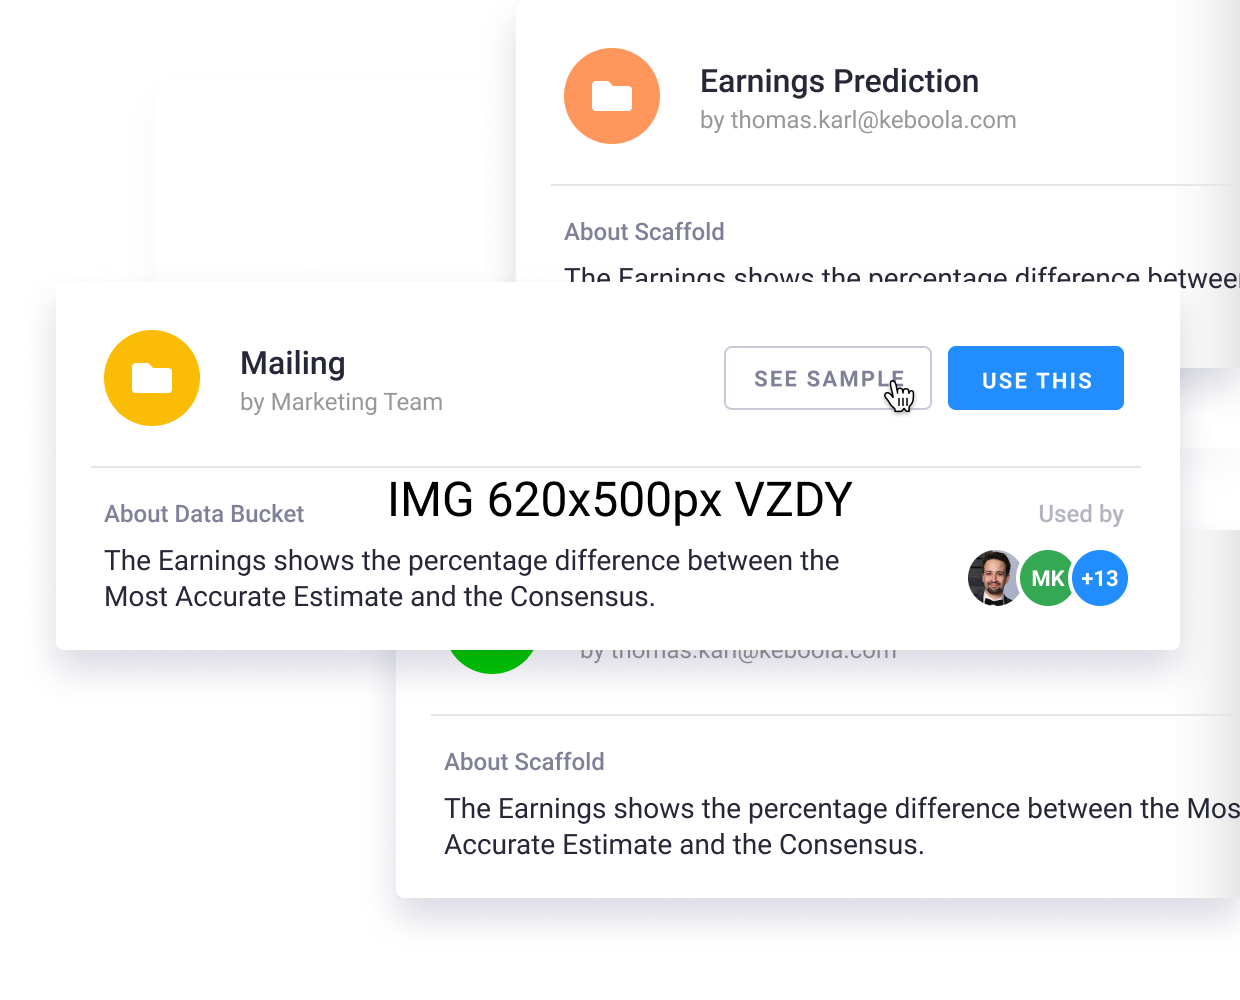 Earnings Prediction
by thomas.karl@keboola.com
About Scaffold
The Earnings shows the percentage difference betwee
Mailing
by Marketing Team
SEE SAMPLE
USE THIS
IMG 620x500px VZDY
About Data Bucket
Used by
The Earnings shows the percentage difference between the
Most Accurate Estimate and the Consensus.
MK
+13
by thomas.karl@keboola.com
About Scaffold
The Earnings shows the percentage difference between the Mos
Accurate Estimate and the Consensus.